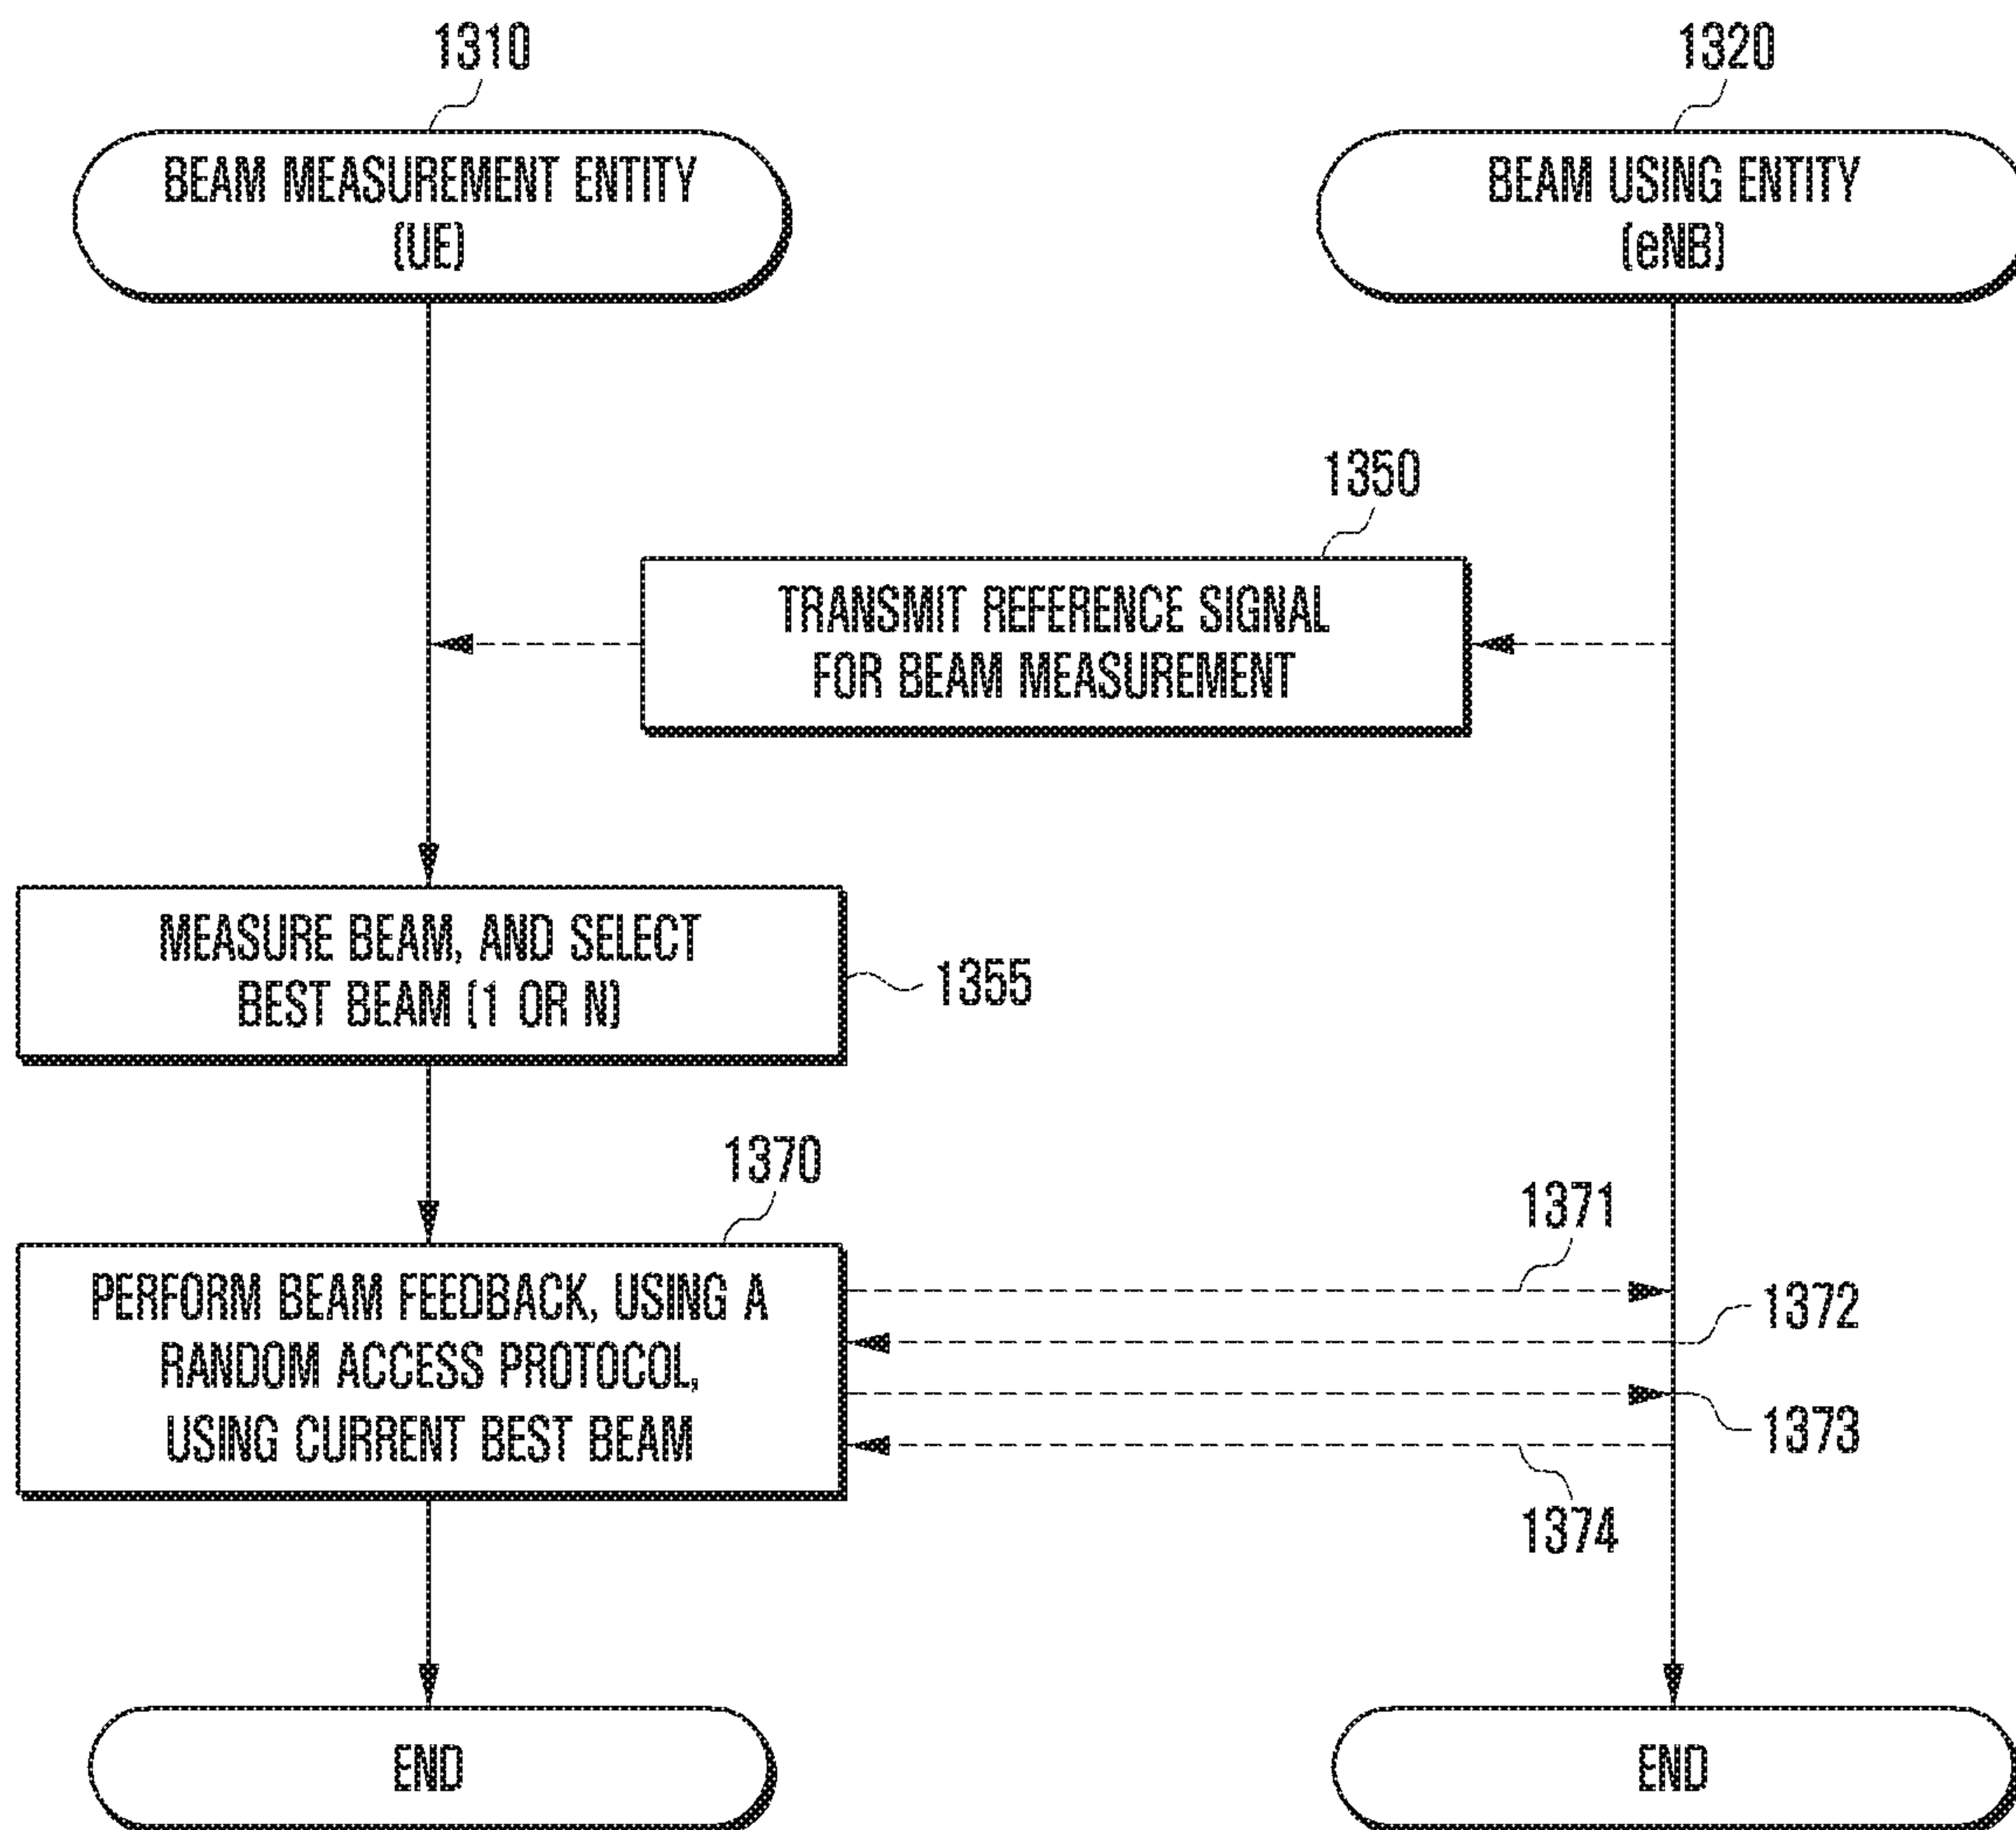 1310
1320
BEAM MEASUREMENT ENTITY
(UE)
BEAM USING ENTITY
(eNB)
1350
TRANSMIT REFERENCE SIGNAL
FOR BEAM MEASUREMENT
MEASURE BEAM, AND SELECT
BEST BEAM (1 OR N)
1355
1370
1371
PERFORM BEAM FEEDBACK, USING A
RANDOM ACCESS PROTOCOL,
USING CURRENT BEST BEAM
1372
1373
1374
END
END